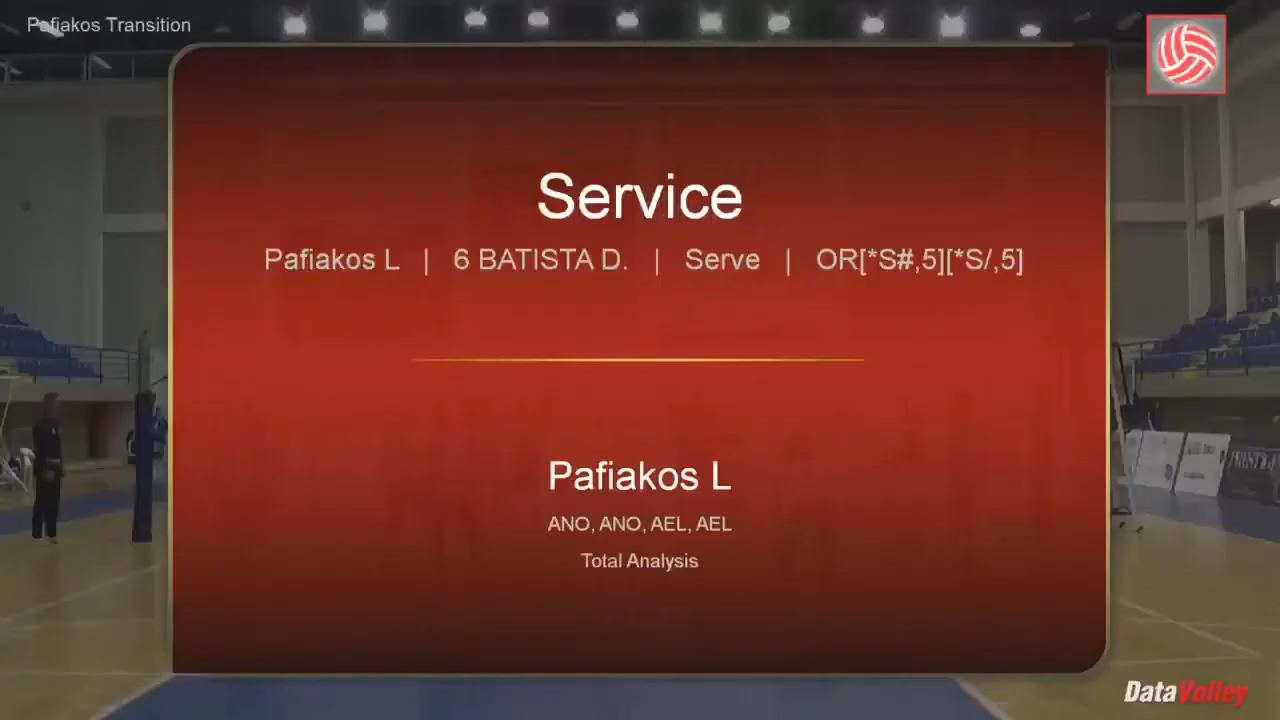 Pafiakos Transition
Service
Pafiakos L | 6 BATISTA D. | Serve | OR[*S#,5][*S/,5]
Pafiakos L
ANO, ANO, AEL, AEL
Total Analysis
DataVolley